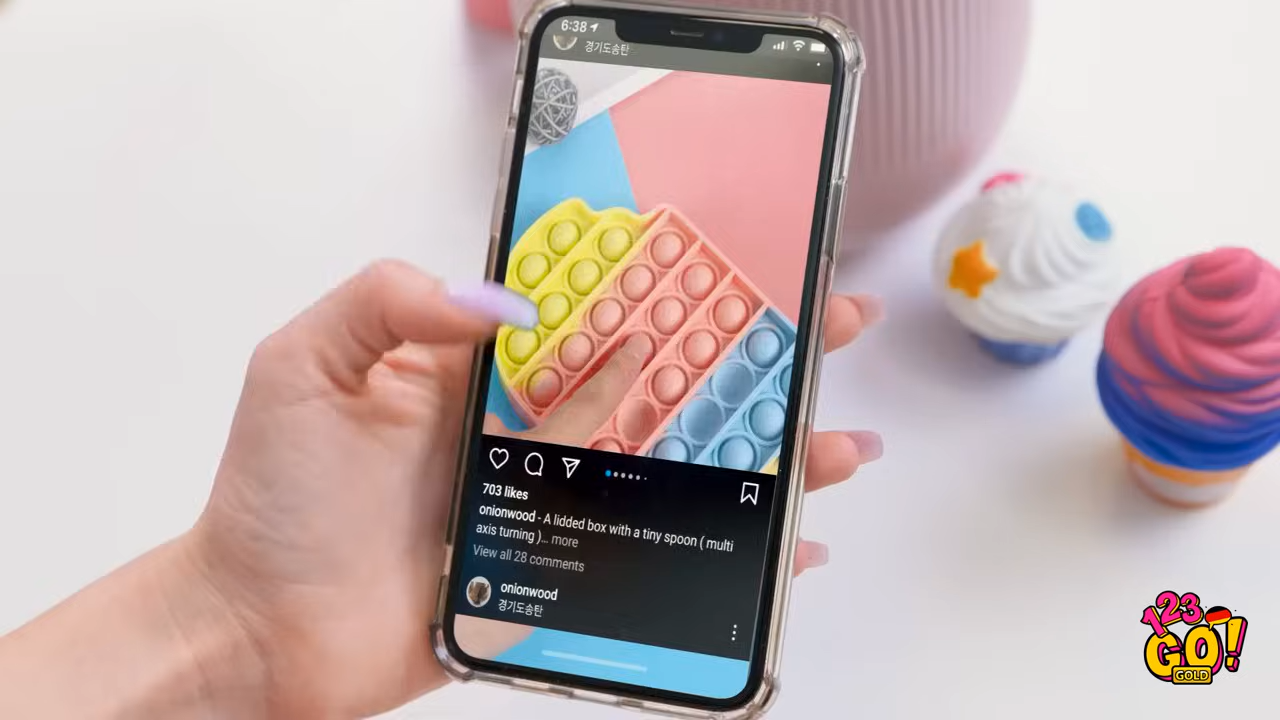 6:38
경기도송탄
703 likes
onionwood - A lidded box with a tiny spoon ( multi
axis turning )... more
View all 28 comments
onionwood
경기도송탄
123
GO!
GOLD